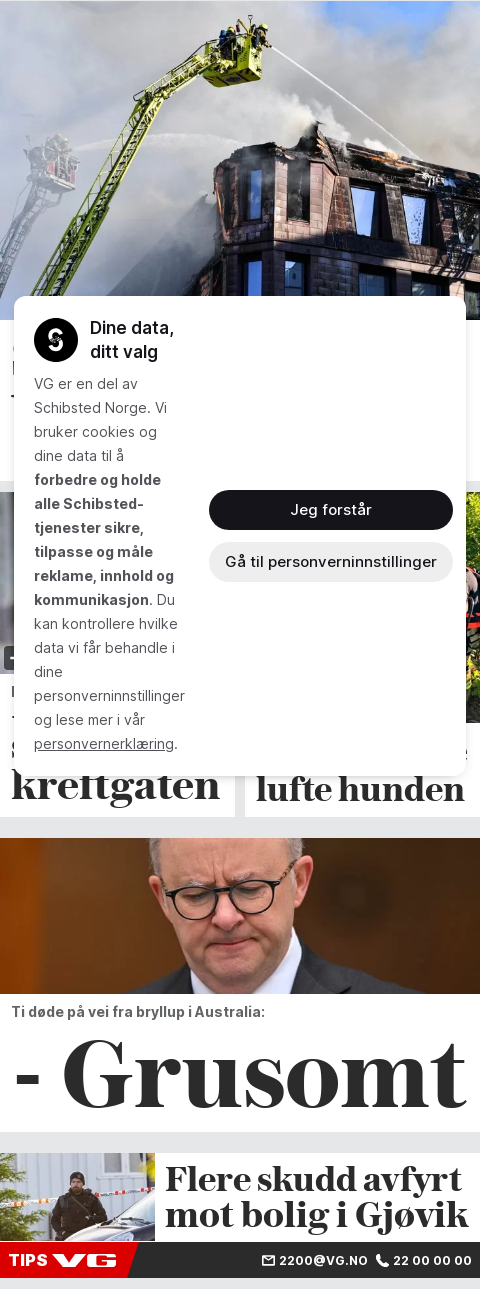 Dine data,
ditt valg
VG er en del av
Schibsted Norge. Vi
bruker cookies og
dine data til å
forbedre og holde
alle Schibsted-
tjenester sikre,
tilpasse og måle
reklame, innhold og
kommunikasjon. Du
kan kontrollere hvilke
data vi får behandle i
dine
personverninnstillinger
og lese mer i vår
personvernerklæring.
Jeg forstår
Gå til personverninnstillinger
kreftgåten
lufte hunden
Ti døde på vei fra bryllup i Australia:
- Grusomt
Flere skudd avfyrt
mot bolig i Gjøvik
TIPS VG 2200@VG.NO 22 00 00 00